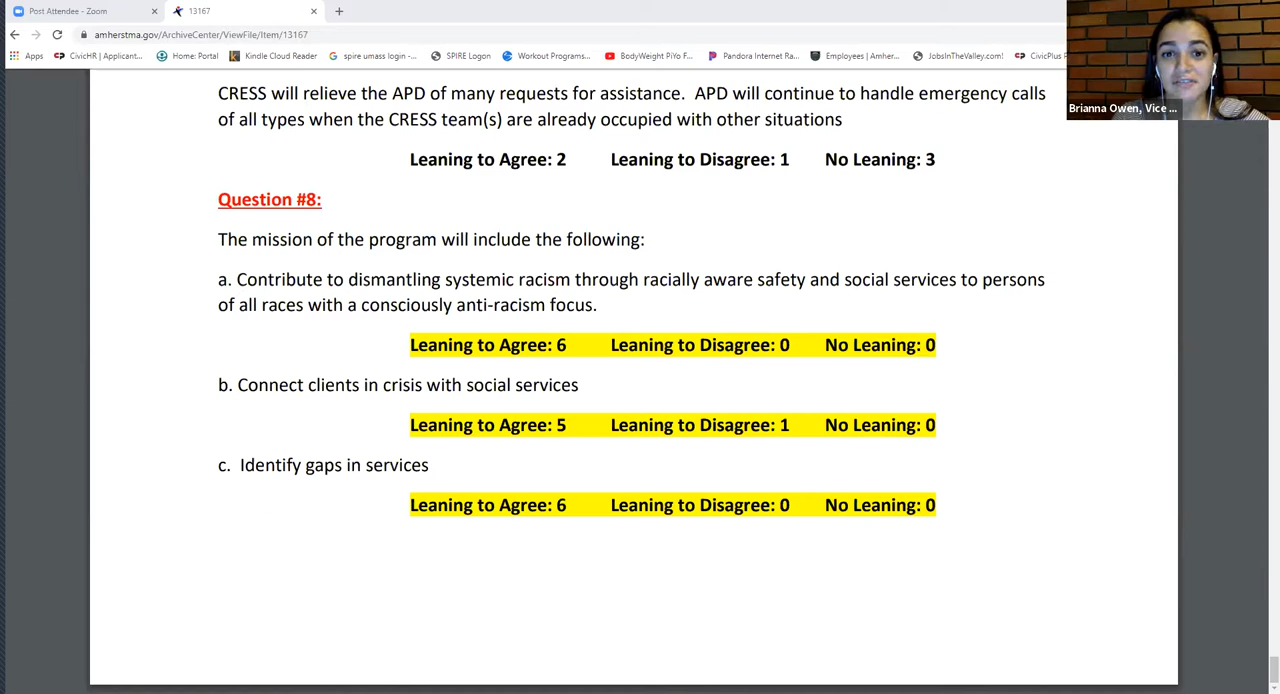 Post Attendee - Zoom
13167
amherstma.gov/ArchiveCenter/ViewFile/Item/13167
Apps CivicHR | Applicant... Home: Portal Kindle Cloud Reader spire umass login -... SPIRE Logon Workout Programs... BodyWeight PiYo F... Pandora Internet Ra... Employees | Amher... JobsInTheValley.com! CivicPlus
Brianna Owen, Vice ...
CRESS will relieve the APD of many requests for assistance. APD will continue to handle emergency calls
of all types when the CRESS team(s) are already occupied with other situations
Leaning to Agree: 2 Leaning to Disagree: 1 No Leaning: 3
Question #8:
The mission of the program will include the following:
a. Contribute to dismantling systemic racism through racially aware safety and social services to persons
of all races with a consciously anti-racism focus.
Leaning to Agree: 6 Leaning to Disagree: 0 No Leaning: 0
b. Connect clients in crisis with social services
Leaning to Agree: 5 Leaning to Disagree: 1 No Leaning: 0
c. Identify gaps in services
Leaning to Agree: 6 Leaning to Disagree: 0 No Leaning: 0